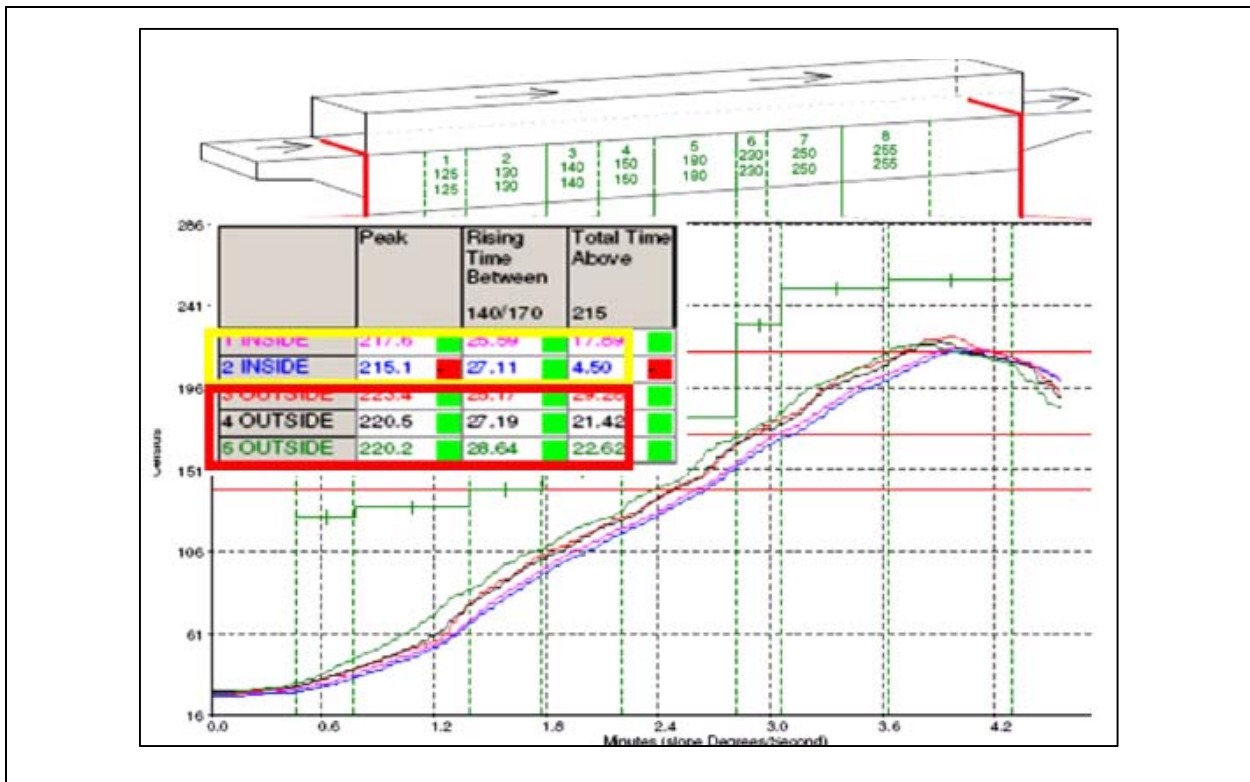 1 2 3 4 5 6 7 8
125 130 140 150 190 230 250 255
125 130 140 150 190 230 250 255
Peak Rising Time Between 140/170 Total Time Above 215
1 INSIDE 217.6 25.59 17.89
2 INSIDE 215.1 27.11 4.50
3 OUTSIDE 223.4 29.28
4 OUTSIDE 220.5 27.19 21.42
5 OUTSIDE 220.2 28.64 22.62
286
241
196
151
106
61
16
Celsius
0.0 0.6 1.2 1.8 2.4 3.0 3.6 4.2
Minutes (slope Degrees/Second)